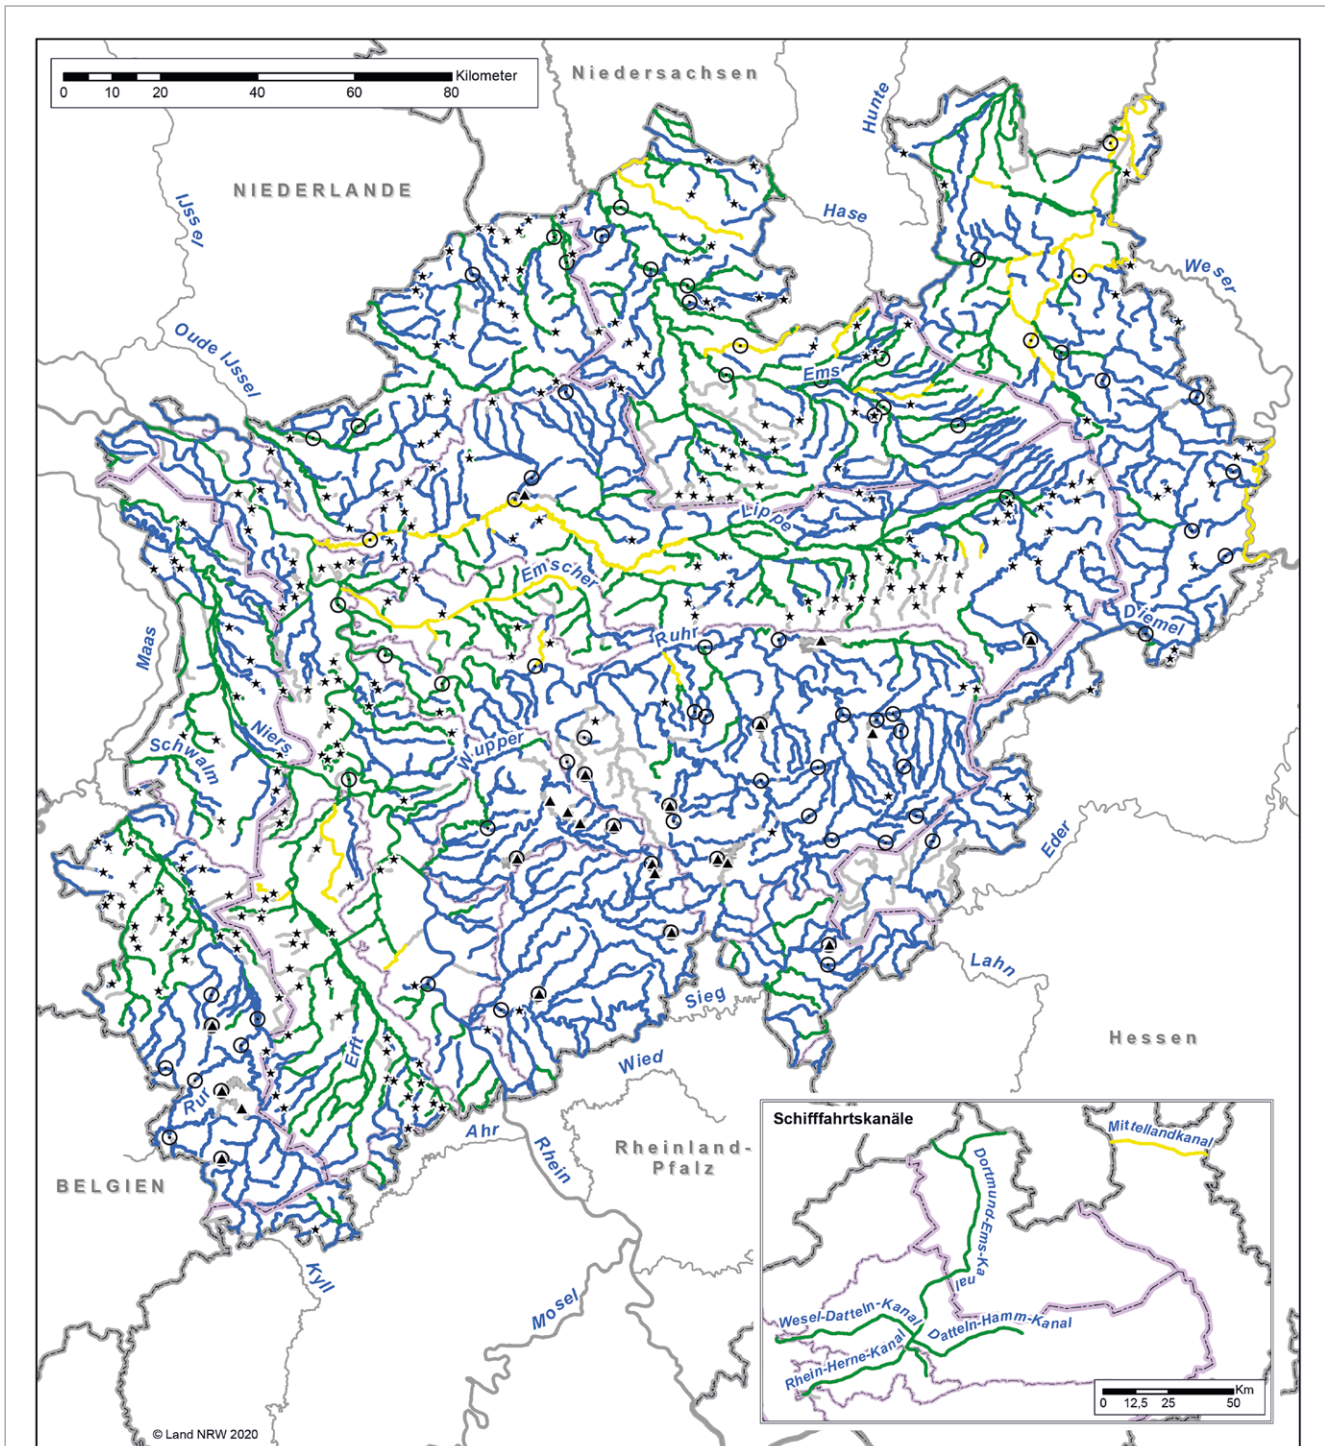 Kilometer
0 10 20 40 60 80
Niedersachsen
Hunte
NIEDERLANDE
IJssel
Hase
Weser
Oude IJssel
Ems
Lippe
Emscher
Maas
Ruhr
Diemel
Niers
Schwalm
Wupper
Eder
Lahn
Sieg
Hessen
Erft
Wied
Rur
Ahr
Rhein
Rheinland-
Pfalz
BELGIEN
Kyll
Mosel
Schifffahrtskanäle
Mittellandkanal
Dortmund-Ems-Ka
nal
Wesel-Datteln-Kanal
Datteln-Hamm-Kanal
Rhein-Herne-Kanal
Km
0 12,5 25 50
© Land NRW 2020